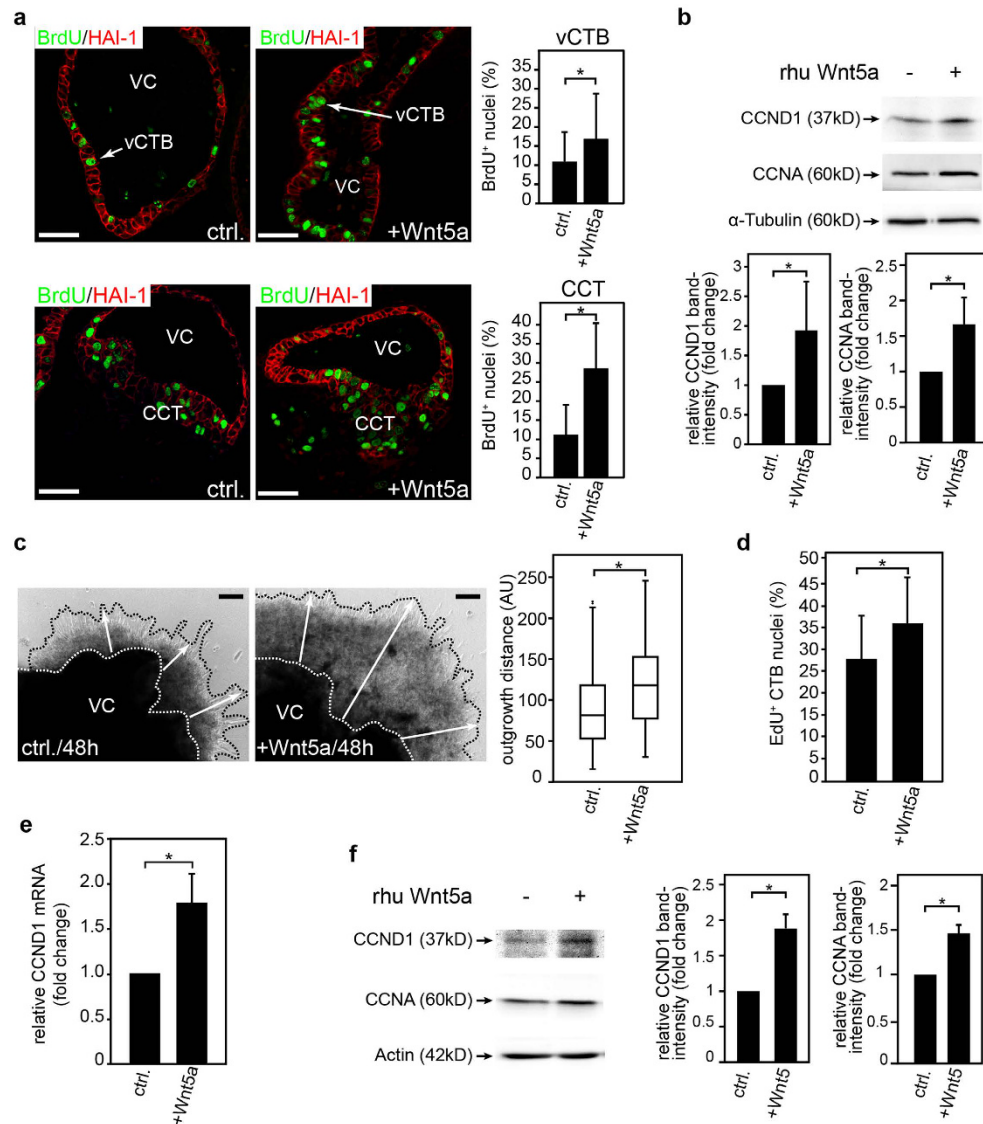 a
BrdU/HAI-1
VC
vCTB
ctrl.
BrdU/HAI-1
vCTB
VC
+Wnt5a
vCTB
BrdU⁺ nuclei (%)
35
30
25
20
15
10
5
0
*
ctrl.
+Wnt5a
BrdU/HAI-1
VC
CCT
ctrl.
BrdU/HAI-1
VC
CCT
+Wnt5a
CCT
BrdU⁺ nuclei (%)
45
40
35
30
25
20
15
10
5
0
*
ctrl.
+Wnt5a
b
rhu Wnt5a - +
CCND1 (37kD)
CCNA (60kD)
α-Tubulin (60kD)
relative CCND1 band-
intensity (fold change)
3
2.5
2
1.5
1
0.5
0
*
ctrl.
+Wnt5a
relative CCNA band-
intensity (fold change)
2.5
2
1.5
1
0.5
0
*
ctrl.
+Wnt5a
c
VC
ctrl./48h
VC
+Wnt5a/48h
outgrowth distance (AU)
250
200
150
100
50
0
*
ctrl.
+Wnt5a
d
EdU⁺ CTB nuclei (%)
50
45
40
35
30
25
20
15
10
5
0
*
ctrl.
+Wnt5a
e
relative CCND1 mRNA
(fold change)
2.5
2.0
1.5
1.0
0.5
0
*
ctrl.
+Wnt5a
f
rhu Wnt5a - +
CCND1 (37kD)
CCNA (60kD)
Actin (42kD)
relative CCND1 band-
intensity (fold change)
2.5
2
1.5
1
0.5
0
*
ctrl.
+Wnt5
relative CCNA band-
intensity (fold change)
2
1.5
1
0.5
*
ctrl.
+Wnt5